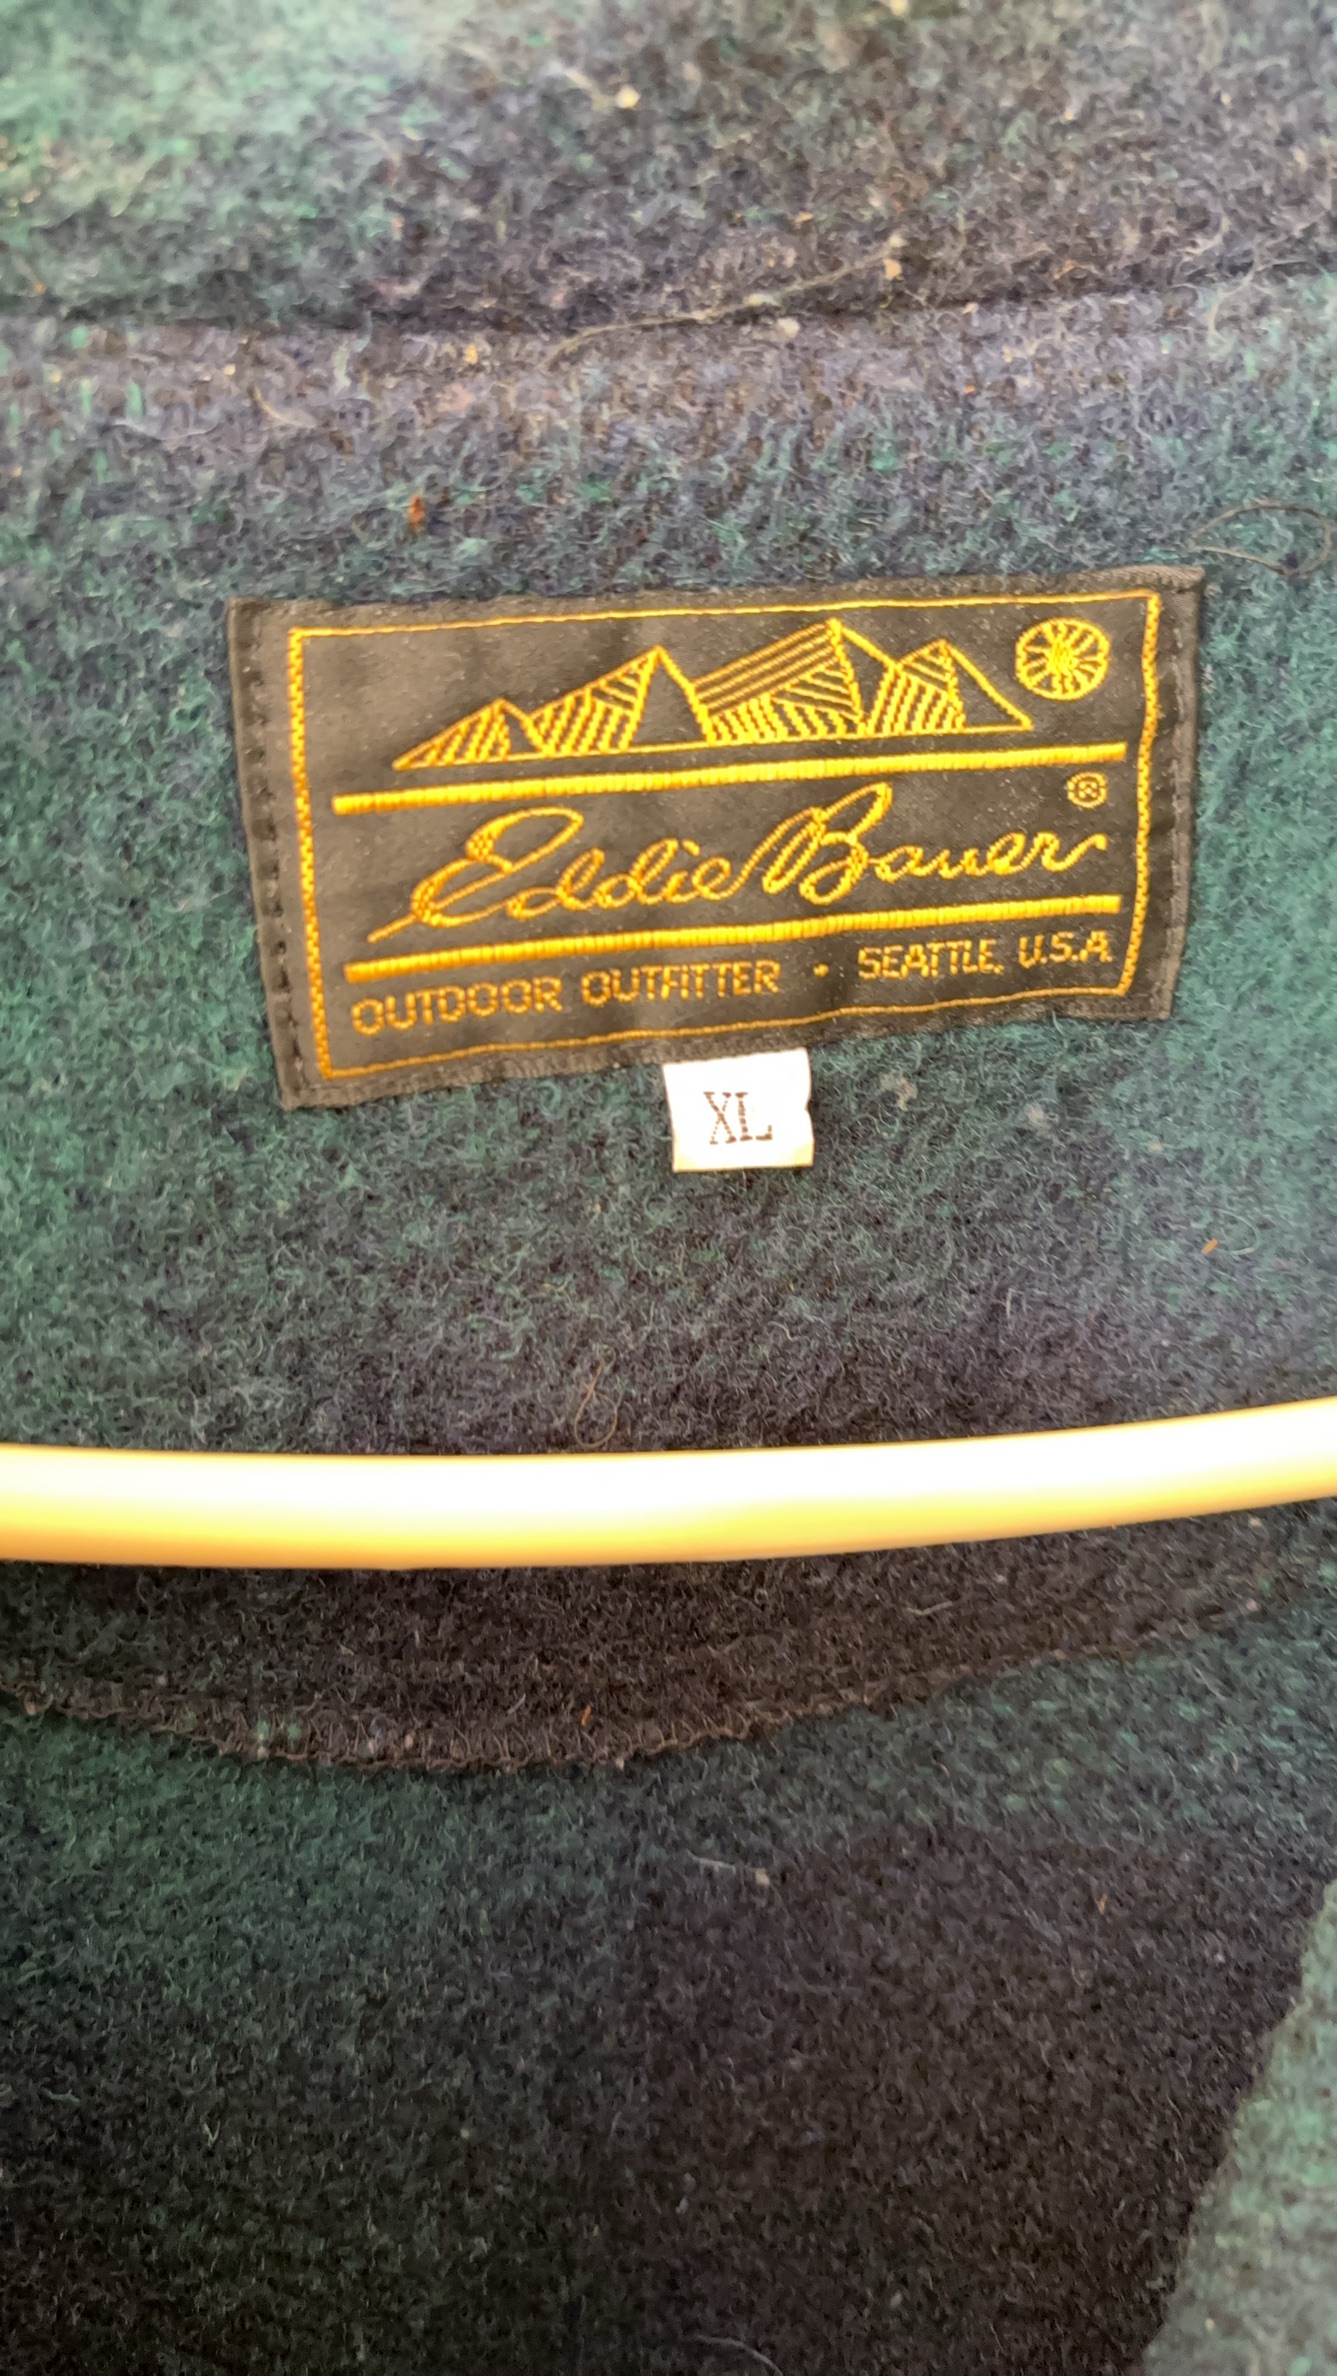 Eddie Bauer ®
OUTDOOR OUTFITTER • SEATTLE, U.S.A.
XL